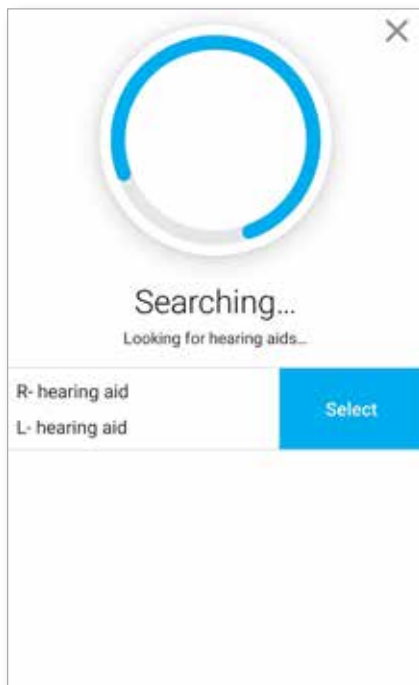 Searching...
Looking for hearing aids...
R- hearing aid
L- hearing aid
Select